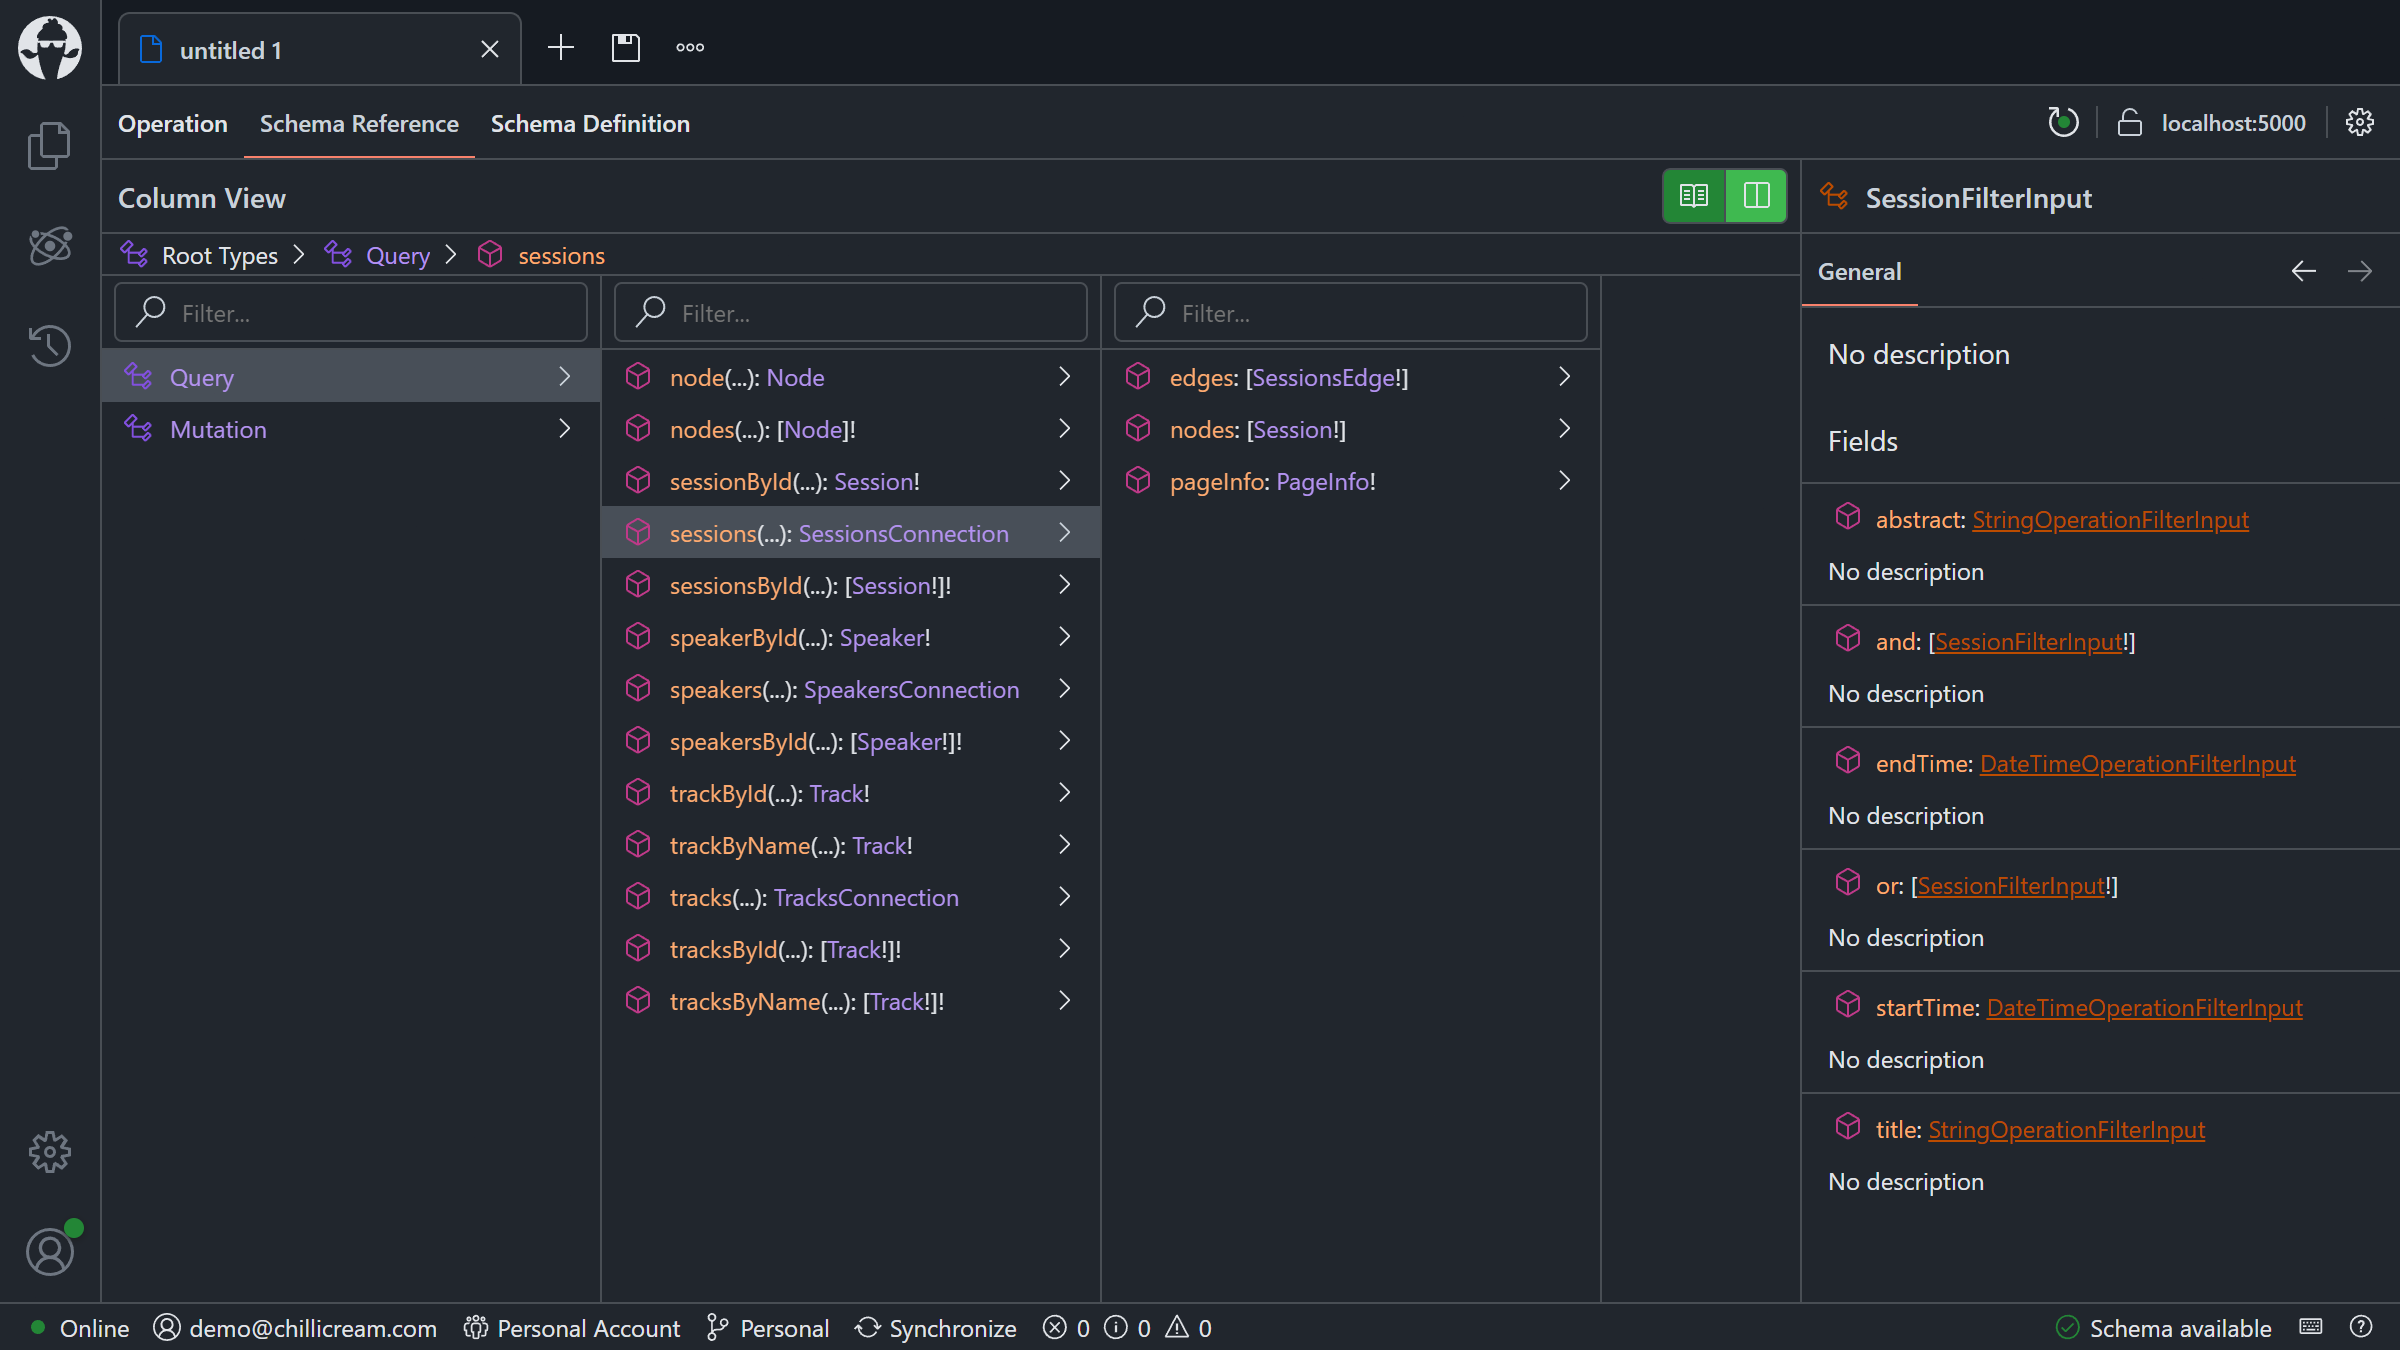 untitled 1
Operation
Schema Reference
Schema Definition
localhost:5000
Column View
Root Types
Query
sessions
Filter...
Query
Mutation
Filter...
node(...): Node
nodes(...): [Node]!
sessionById(...): Session!
sessions(...): SessionsConnection
sessionsById(...): [Session!]!
speakerById(...): Speaker!
speakers(...): SpeakersConnection
speakersById(...): [Speaker!]!
trackById(...): Track!
trackByName(...): Track!
tracks(...): TracksConnection
tracksById(...): [Track!]!
tracksByName(...): [Track!]!
Filter...
edges: [SessionsEdge!]
nodes: [Session!]
pageInfo: PageInfo!
SessionFilterInput
General
No description
Fields
abstract: StringOperationFilterInput
No description
and: [SessionFilterInput!]
No description
endTime: DateTimeOperationFilterInput
No description
or: [SessionFilterInput!]
No description
startTime: DateTimeOperationFilterInput
No description
title: StringOperationFilterInput
No description
Online
demo@chillicream.com
Personal Account
Personal
Synchronize
0
0
0
Schema available